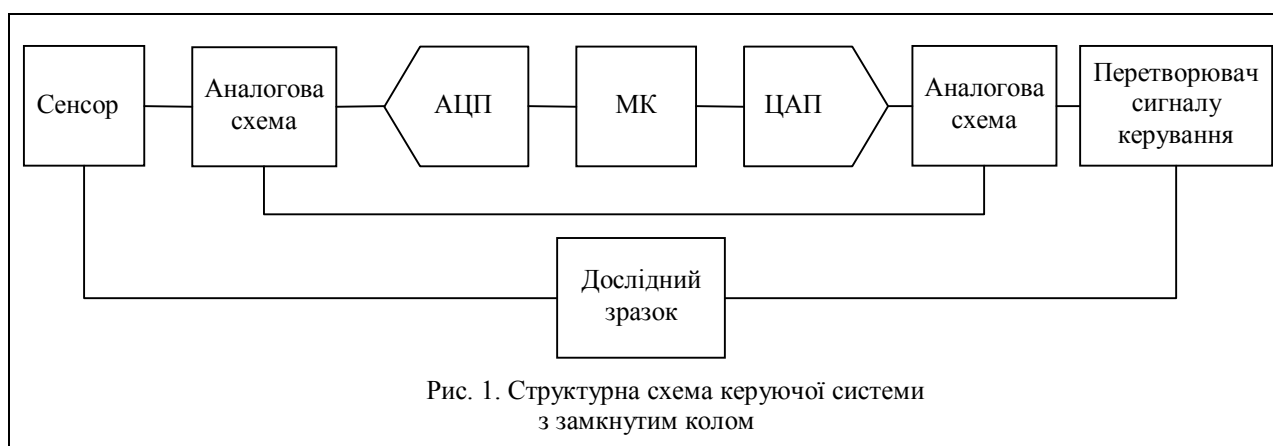 Сенсор
Аналогова
схема
АЦП
МК
ЦАП
Аналогова
схема
Перетворювач
сигналу
керування
Дослідний
зразок
Рис. 1. Структурна схема керуючої системи
з замкнутим колом